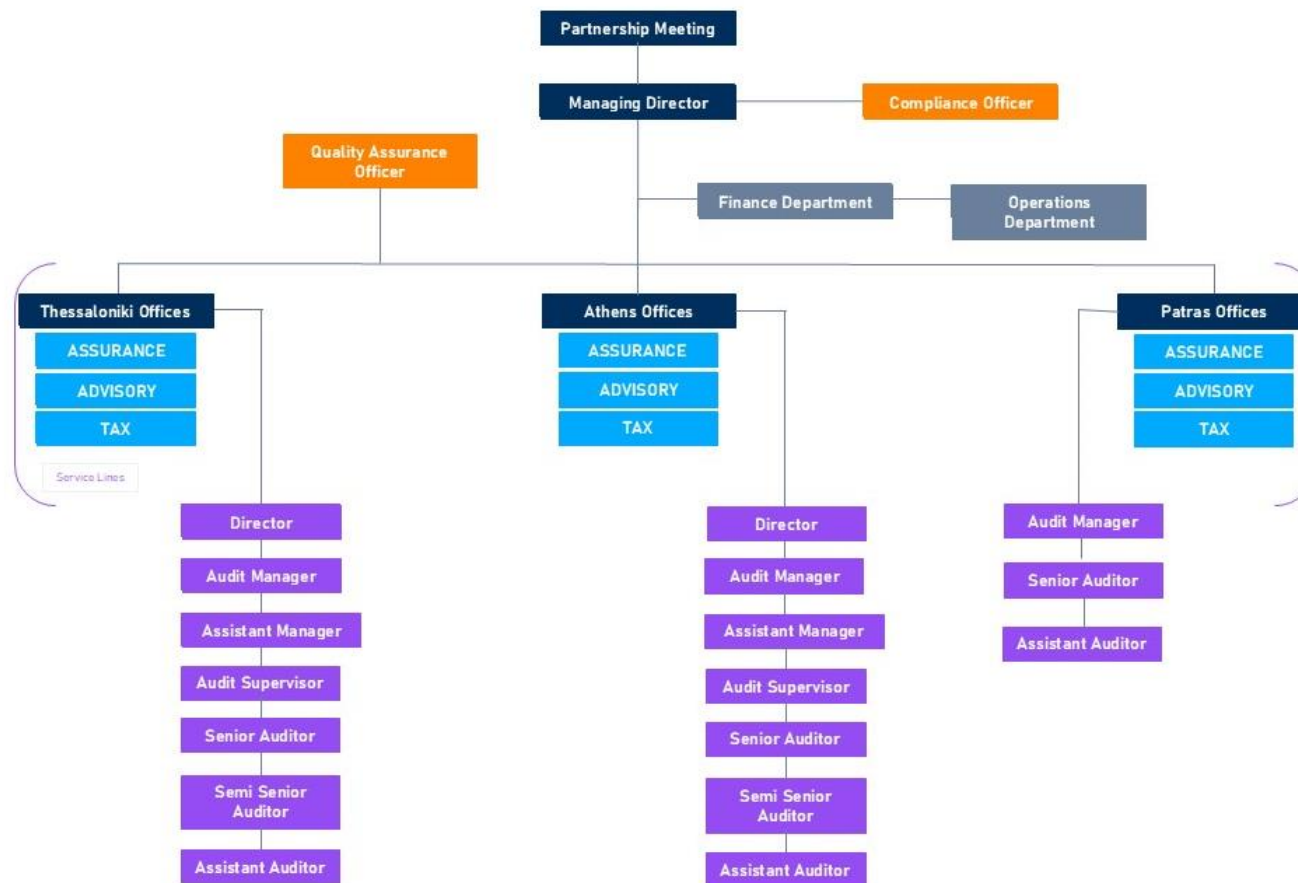 Partnership Meeting
Managing Director
Compliance Officer
Quality Assurance
Officer
Finance Department
Operations
Department
Thessaloniki Offices
ASSURANCE
ADVISORY
TAX
Service Lines
Athens Offices
ASSURANCE
ADVISORY
TAX
Patras Offices
ASSURANCE
ADVISORY
TAX
Director
Audit Manager
Assistant Manager
Audit Supervisor
Senior Auditor
Semi Senior
Auditor
Assistant Auditor
Director
Audit Manager
Assistant Manager
Audit Supervisor
Senior Auditor
Semi Senior
Auditor
Assistant Auditor
Audit Manager
Senior Auditor
Assistant Auditor